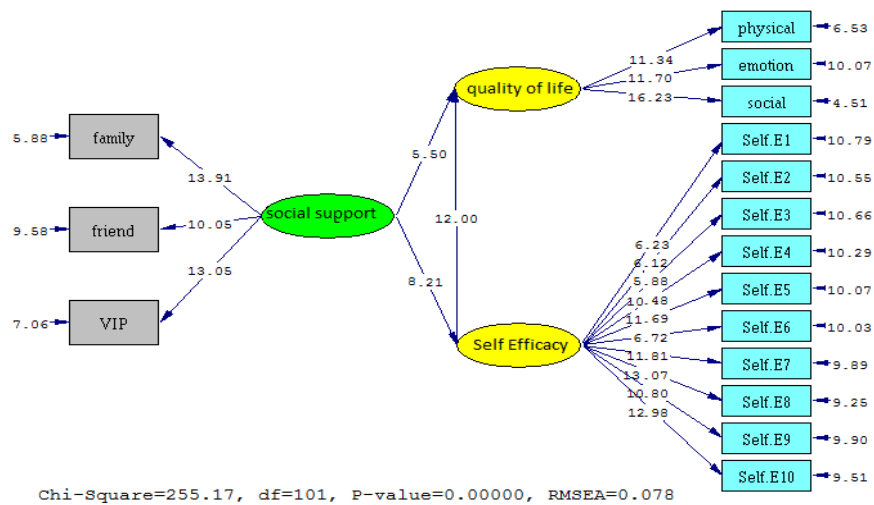 physical
6.53
11.34
quality of life
emotion
10.07
11.70
social
4.51
16.23
5.88
family
Self.E1
10.79
5.50
13.91
Self.E2
10.55
social support
12.00
Self.E3
10.66
9.58
friend
10.05
6.23
Self.E4
10.29
6.12
13.05
8.21
5.88
Self.E5
10.07
10.48
7.06
VIP
11.69
Self.E6
10.03
Self Efficacy
6.72
11.81
Self.E7
9.89
13.07
10.80
Self.E8
9.25
12.98
Self.E9
9.90
Self.E10
9.51
Chi-Square=255.17, df=101, P-value=0.00000, RMSEA=0.078